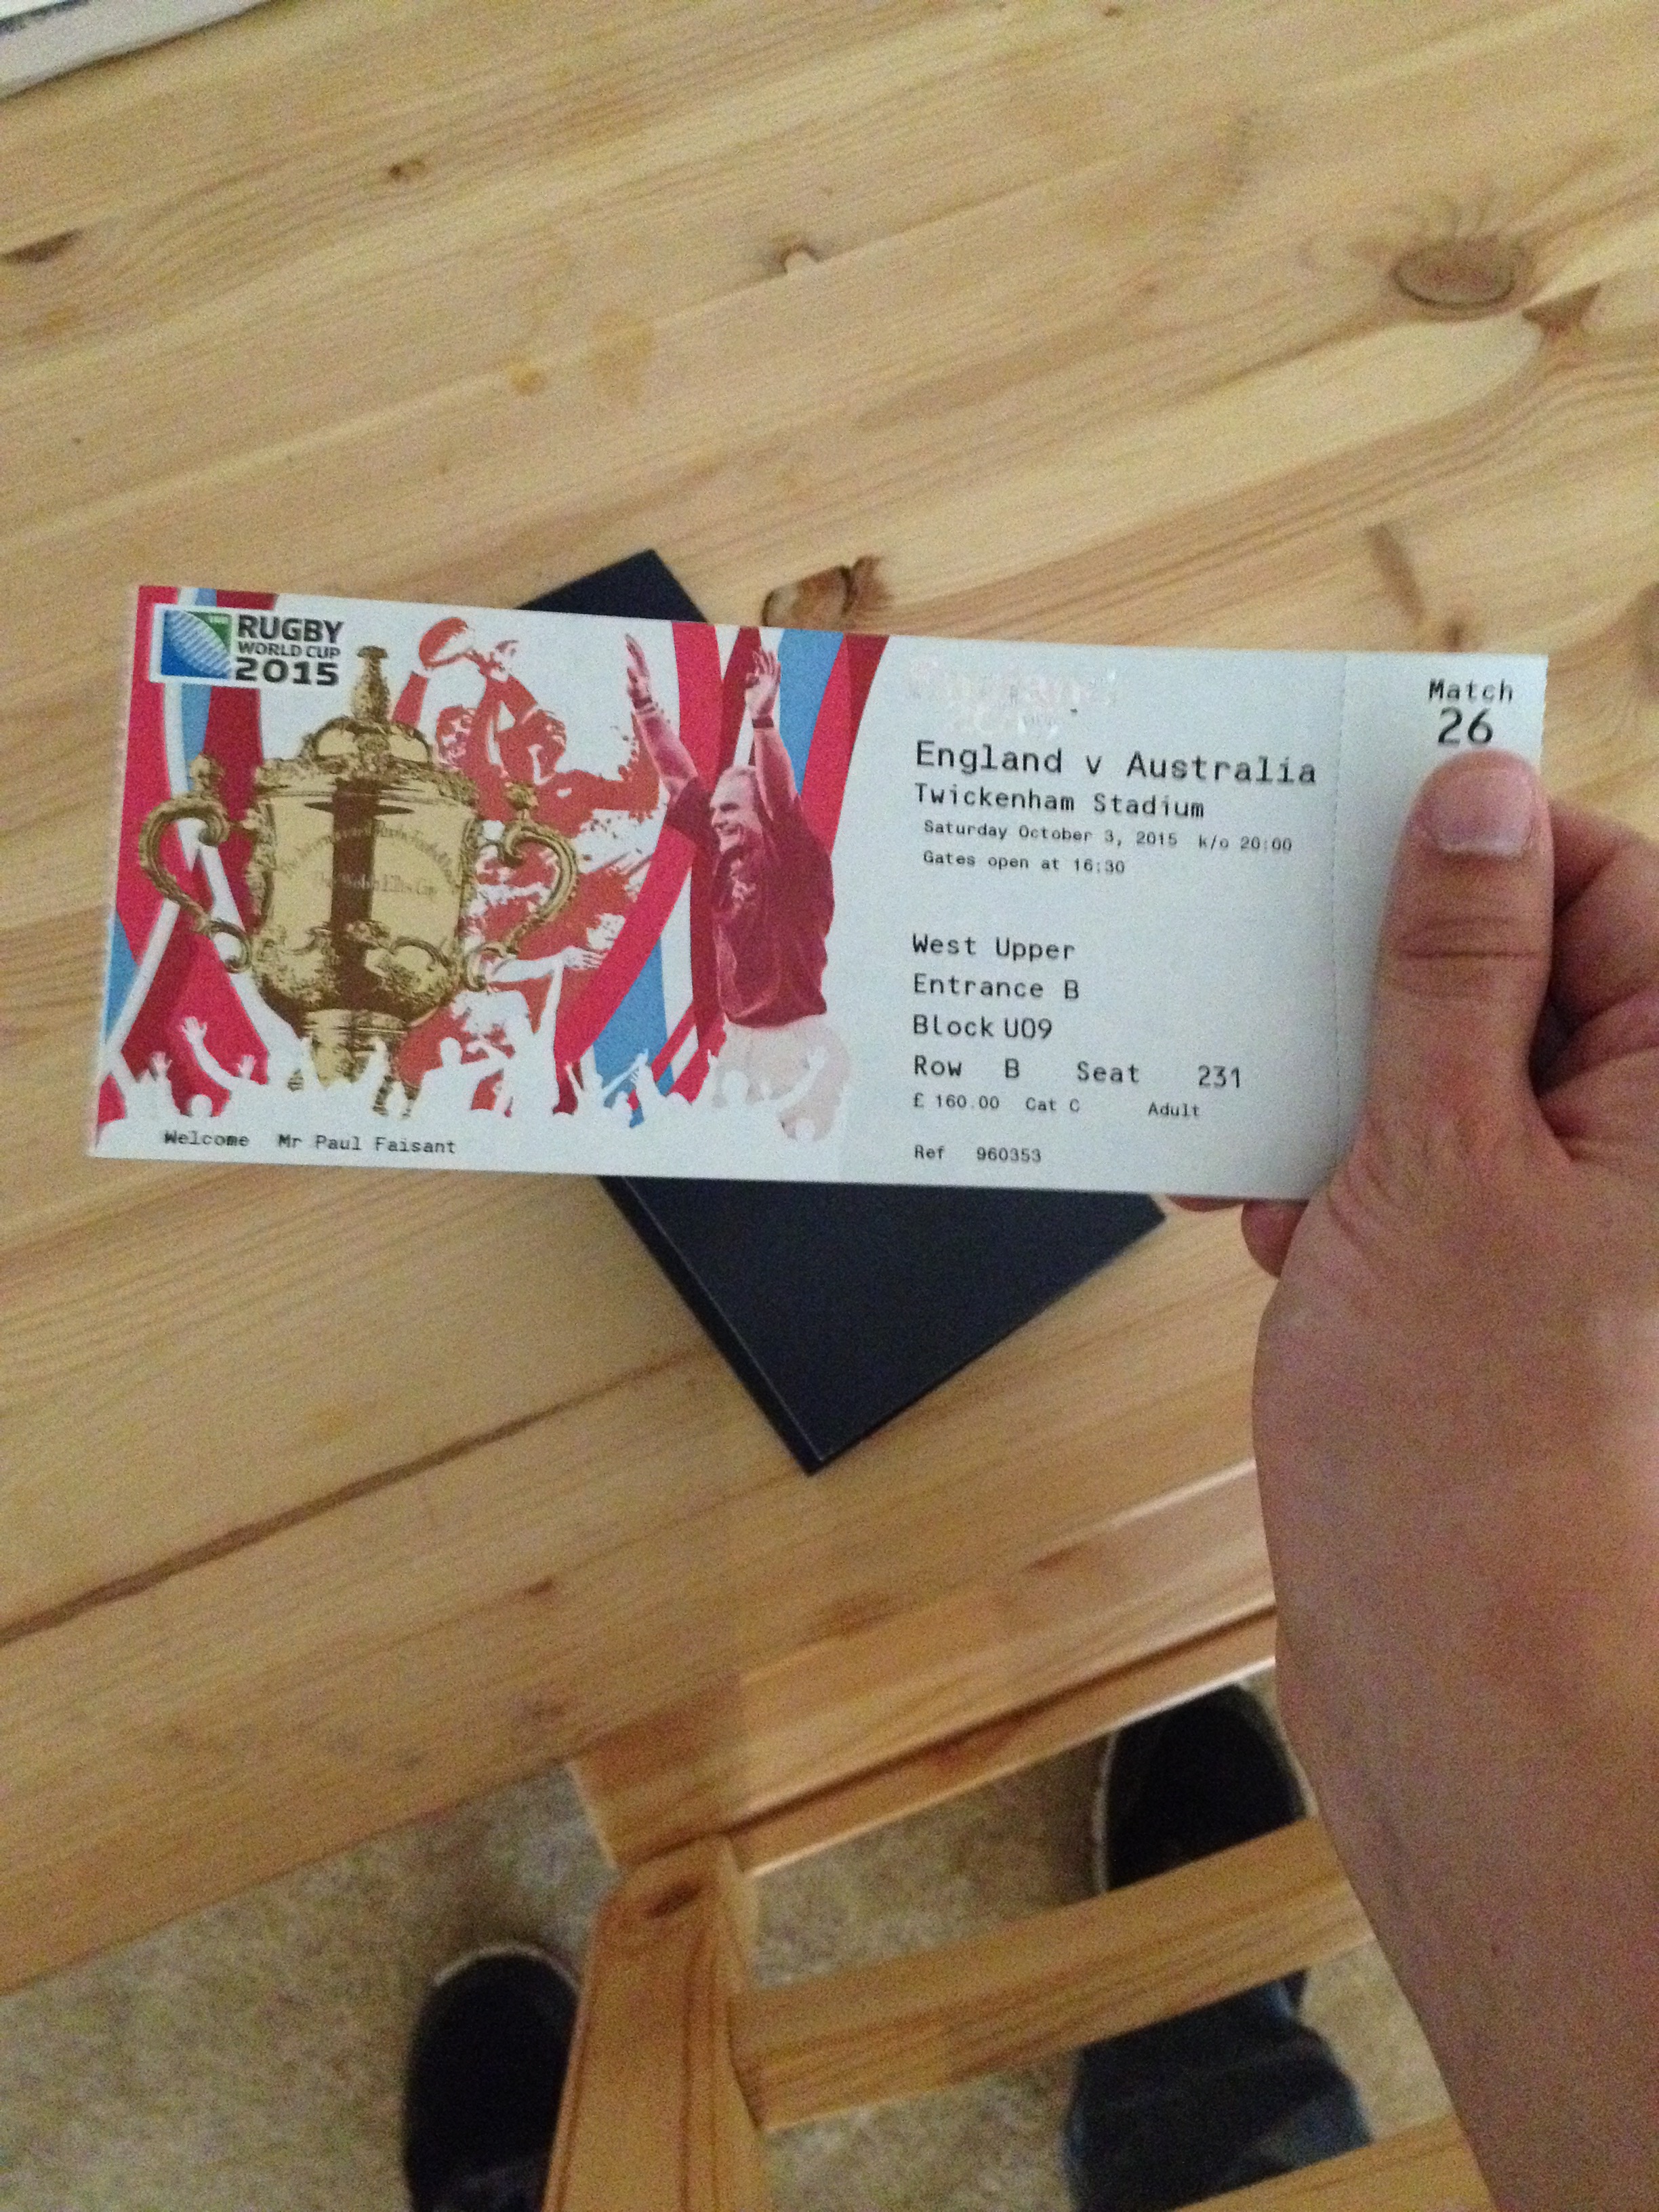 RUGBY
WORLD CUP
2015
Welcome Mr Paul Faisant
England v Australia
Twickenham Stadium
Saturday October 3, 2015 k/o 20:00
Gates open at 16:30
West Upper
Entrance B
Block U09
Row B Seat 231
£ 160.00 Cat C Adult
Ref 960353
Match
26